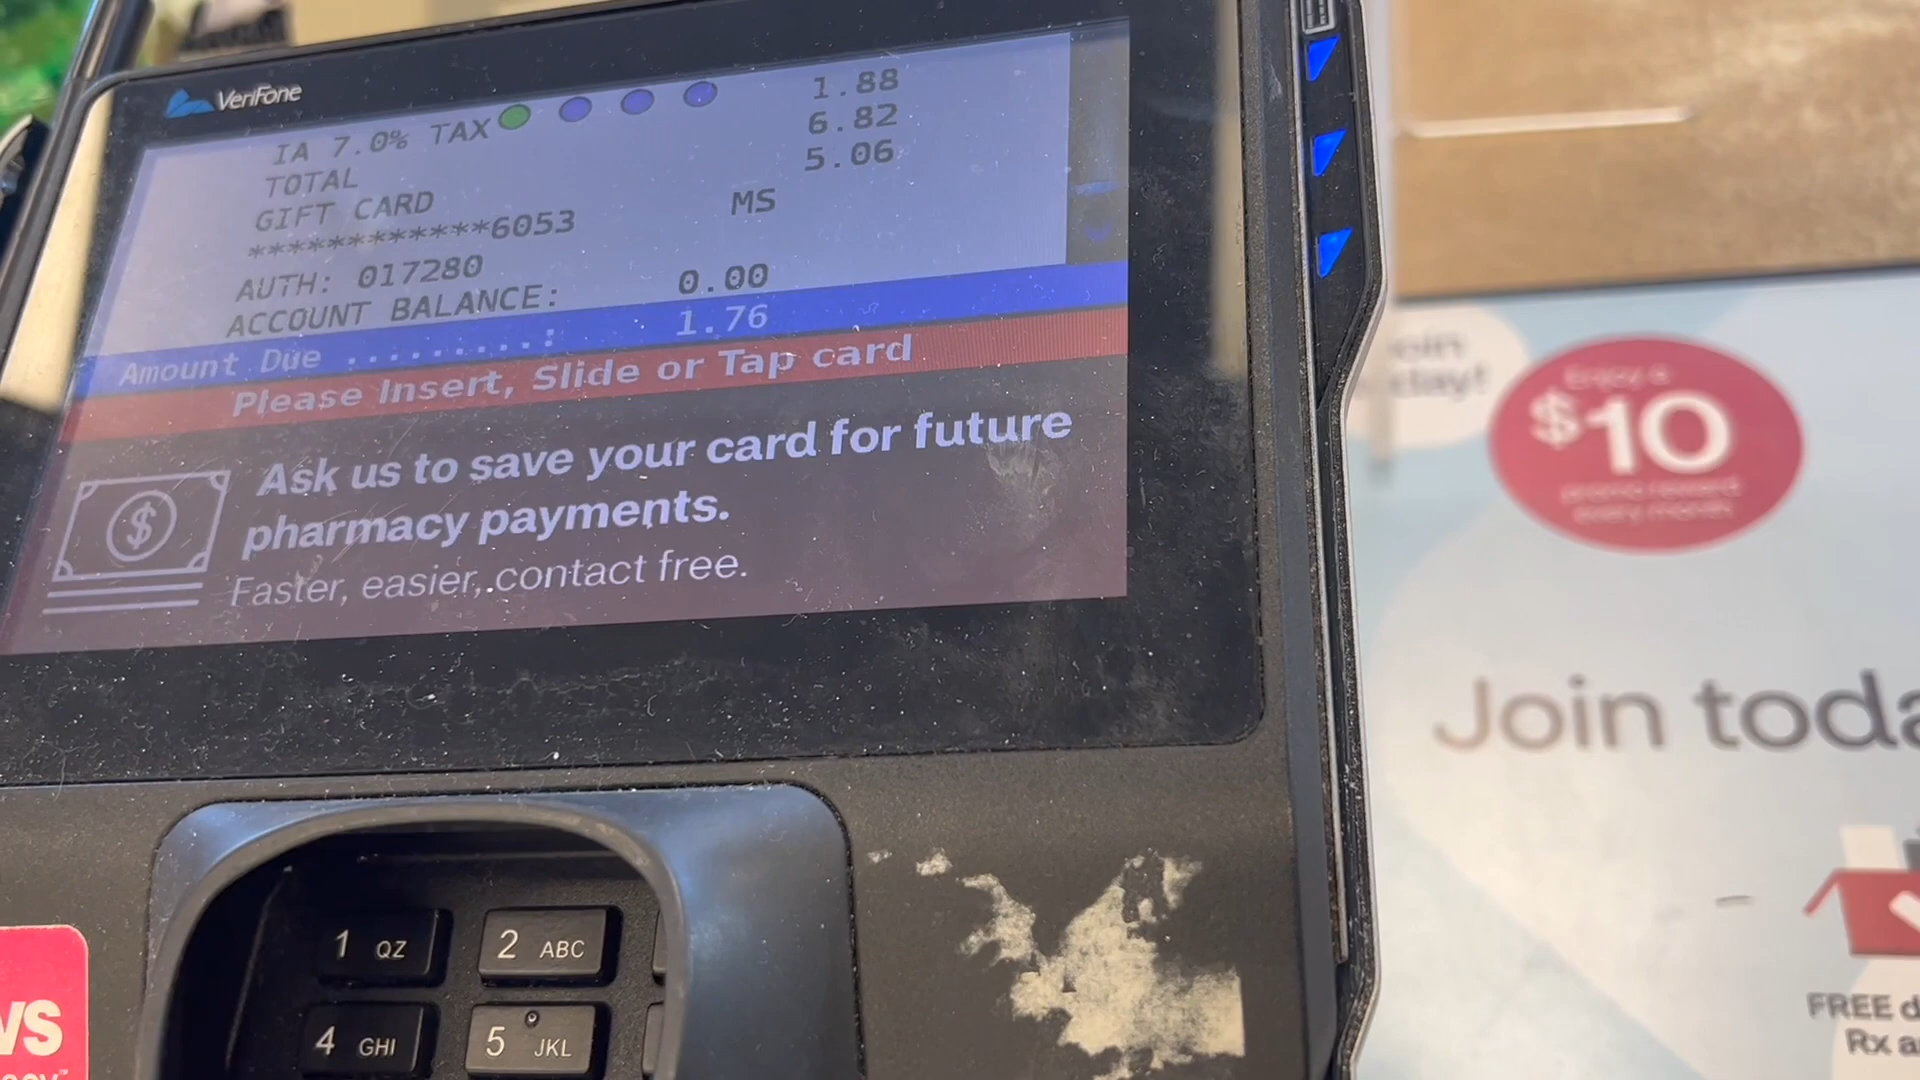 VeriFone
IA 7.0% TAX 1.88
TOTAL 6.82
GIFT CARD 5.06
************6053 MS
AUTH: 017280
ACCOUNT BALANCE: 0.00
Amount Due .........: 1.76
Please Insert, Slide or Tap card
Ask us to save your card for future
pharmacy payments.
Faster, easier, contact free.
1 QZ
2 ABC
4 GHI
5 JKL
Enjoy a
$10
every month
Join toda
FREE d
Rx a